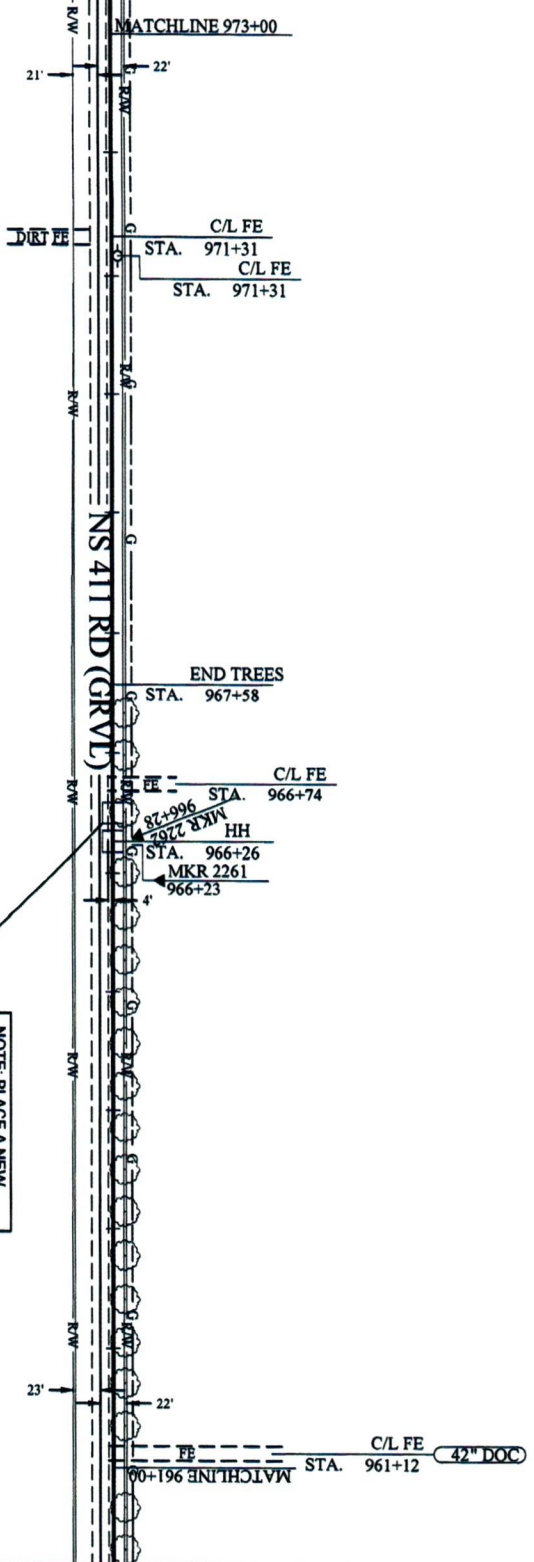 R/W
MATCHLINE 973+00
21'
22'
G
R/W
G
DIRT FE
C/L FE
STA. 971+31
C/L FE
STA. 971+31
R/W
G
R/W
G
NS 411 RD (GRVL)
END TREES
STA. 967+58
G
C/L FE
STA. 966+74
FE
R/W
R/W
MKR 2262
966+28
HH
STA. 966+26
G
MKR 2261
966+23
4'
G
R/W
R/W
NOTE: PLACE A NEW
G
G
R/W
R/W
23'
22'
FE
C/L FE
STA. 961+12
42" DOC
MATCHLINE 961+00